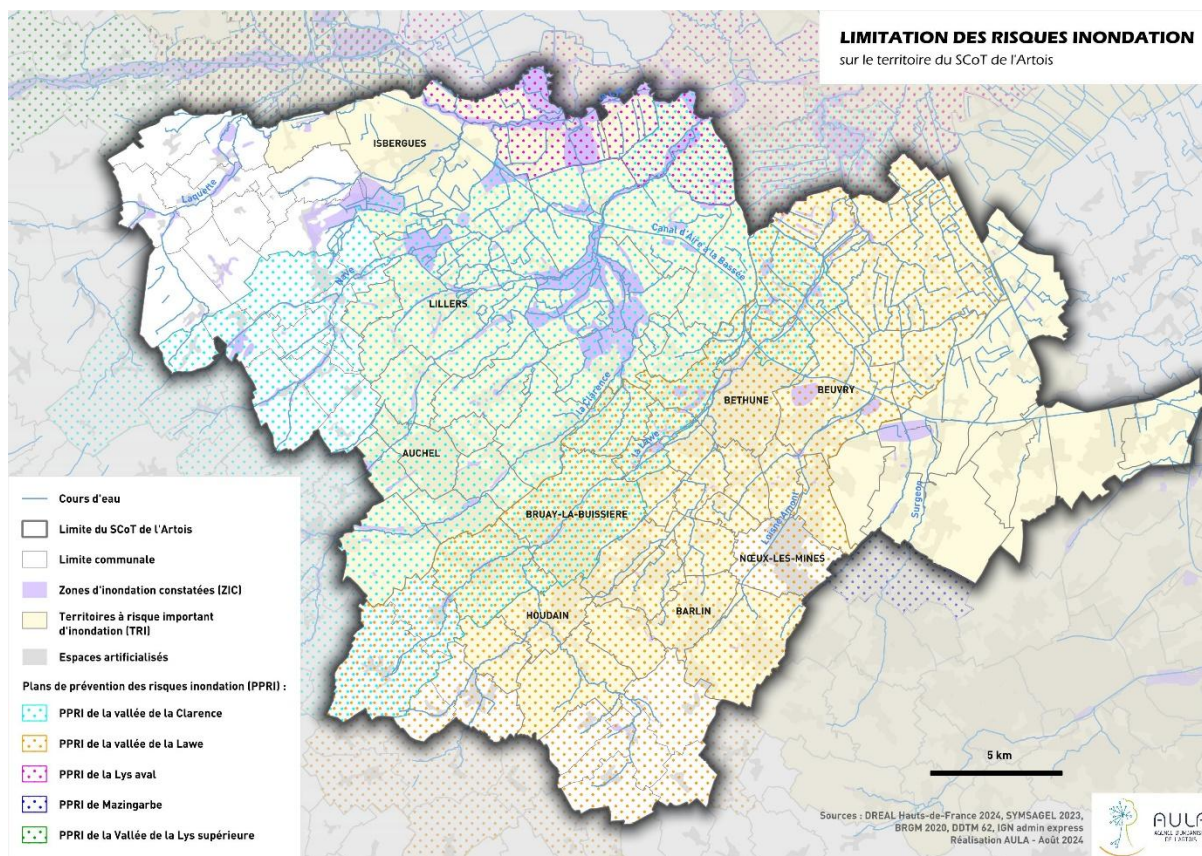 LIMITATION DES RISQUES INONDATION
sur le territoire du SCoT de l'Artois
ISBERGUES
Laquette
Canal d'Aire à la Bassée
Nave
LILLERS
la Clarence
BETHUNE
BEUVRY
la Lawe
AUCHEL
Surgeon
BRUAY-LA-BUISSIERE
Loisne Amont
NŒUX-LES-MINES
HOUDAIN
BARLIN
Cours d'eau
Limite du SCoT de l'Artois
Limite communale
Zones d'inondation constatées (ZIC)
Territoires à risque important
d'inondation (TRI)
Espaces artificialisés
Plans de prévention des risques inondation (PPRI) :
PPRI de la vallée de la Clarence
PPRI de la vallée de la Lawe
PPRI de la Lys aval
PPRI de Mazingarbe
PPRI de la Vallée de la Lys supérieure
5 km
Sources : DREAL Hauts-de-France 2024, SYMSAGEL 2023,
BRGM 2020, DDTM 62, IGN admin express
Réalisation AULA - Août 2024
AULA
AGENCE D'URBANISME
DE L'ARTOIS